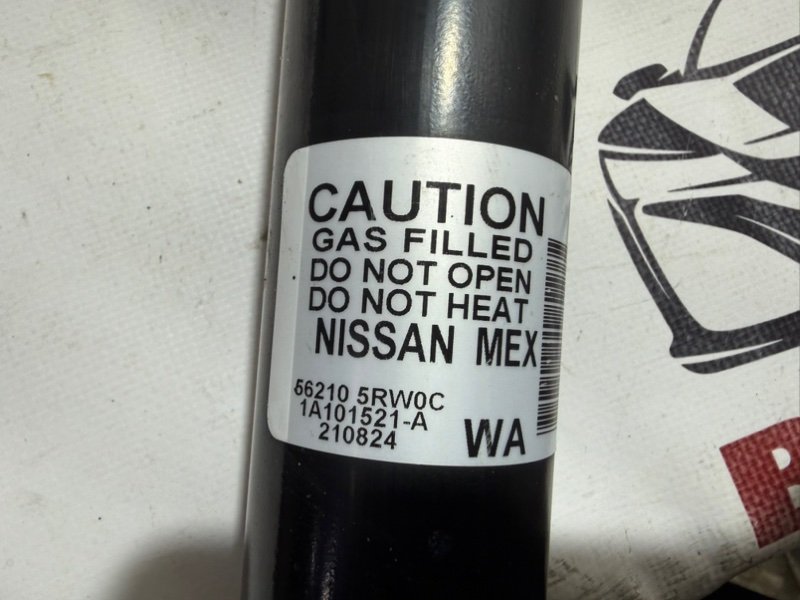 CAUTION
GAS FILLED
DO NOT OPEN
DO NOT HEAT
NISSAN MEX
56210 5RW0C
1A101521-A
210824
WA